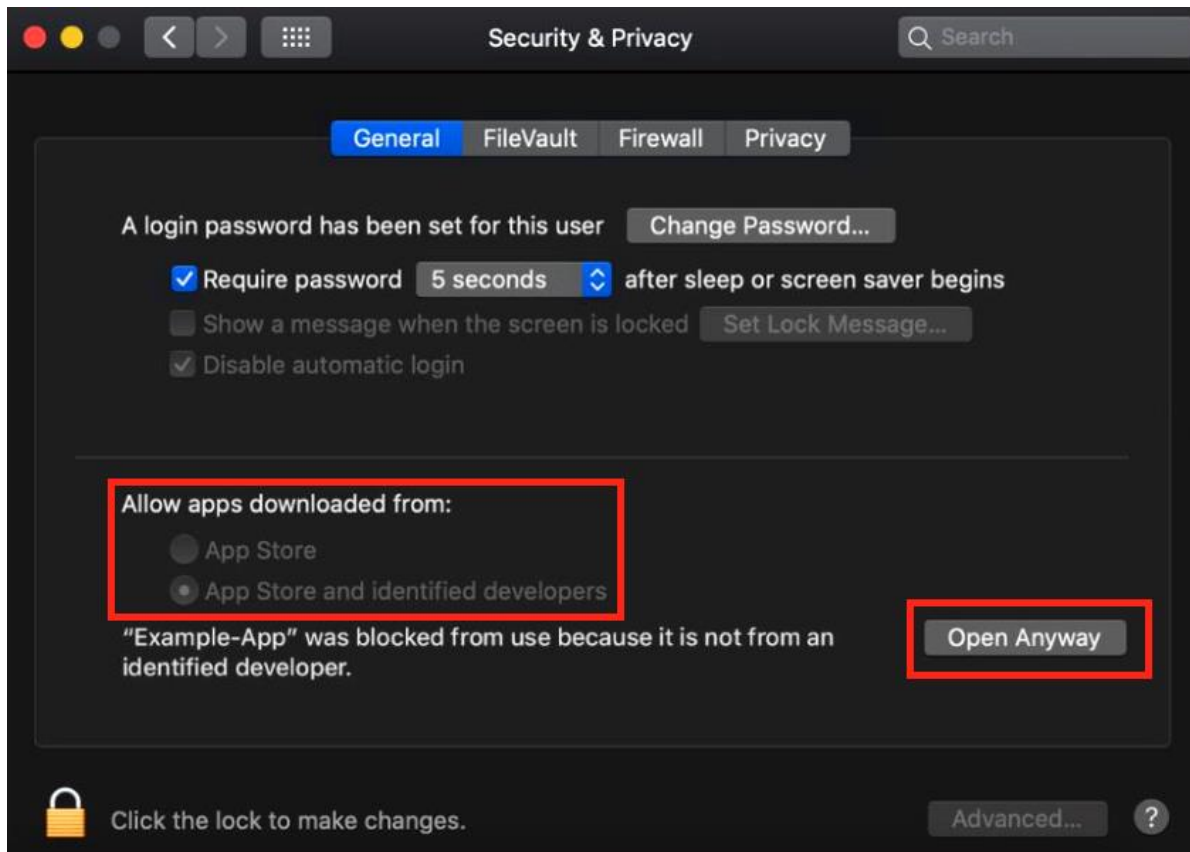 Security & Privacy
Search
General FileVault Firewall Privacy
A login password has been set for this user Change Password...
Require password 5 seconds after sleep or screen saver begins
Show a message when the screen is locked Set Lock Message...
Disable automatic login
Allow apps downloaded from:
App Store
App Store and identified developers
“Example-App” was blocked from use because it is not from an Open Anyway
identified developer.
Click the lock to make changes. Advanced... ?